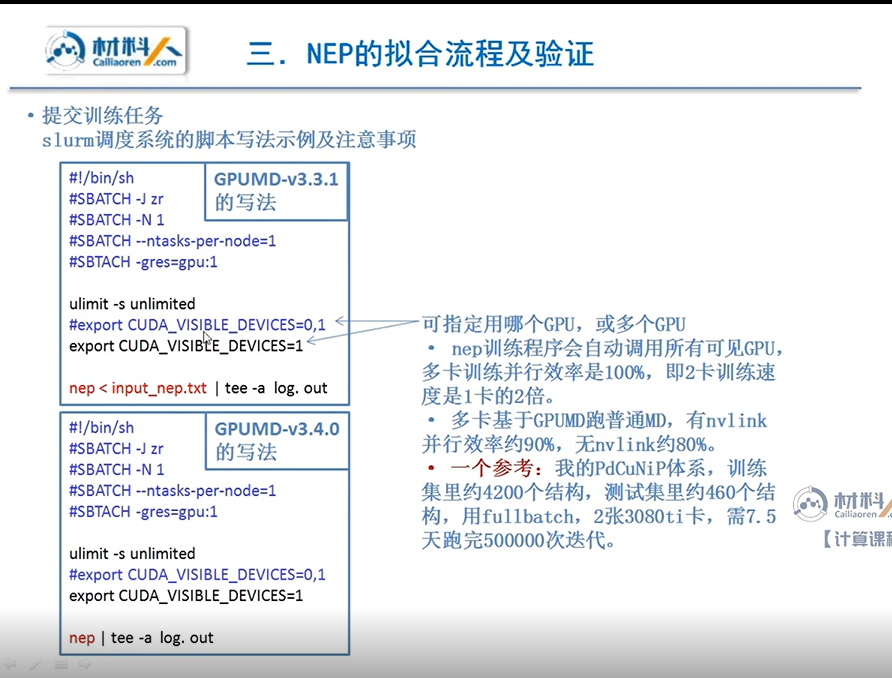 材料人
Cailiaoren.com
三. NEP的拟合流程及验证
• 提交训练任务
slurm调度系统的脚本写法示例及注意事项
GPUMD-v3.3.1
的写法
#!/bin/sh
#SBATCH -J zr
#SBATCH -N 1
#SBATCH --ntasks-per-node=1
#SBTACH -gres=gpu:1
ulimit -s unlimited
#export CUDA_VISIBLE_DEVICES=0,1
export CUDA_VISIBLE_DEVICES=1
nep < input_nep.txt | tee -a log. out
GPUMD-v3.4.0
的写法
#!/bin/sh
#SBATCH -J zr
#SBATCH -N 1
#SBATCH --ntasks-per-node=1
#SBTACH -gres=gpu:1
ulimit -s unlimited
#export CUDA_VISIBLE_DEVICES=0,1
export CUDA_VISIBLE_DEVICES=1
nep | tee -a log. out
可指定用哪个GPU，或多个GPU
• nep训练程序会自动调用所有可见GPU，
多卡训练并行效率是100%，即2卡训练速
度是1卡的2倍。
• 多卡基于GPUMD跑普通MD，有nvlink
并行效率约90%，无nvlink约80%。
• 一个参考：我的PdCuNiP体系，训练
集里约4200个结构，测试集里约460个结
构，用fullbatch，2张3080ti卡，需7.5
天跑完500000次迭代。
材料
Cailiaoren.c
【计算课程